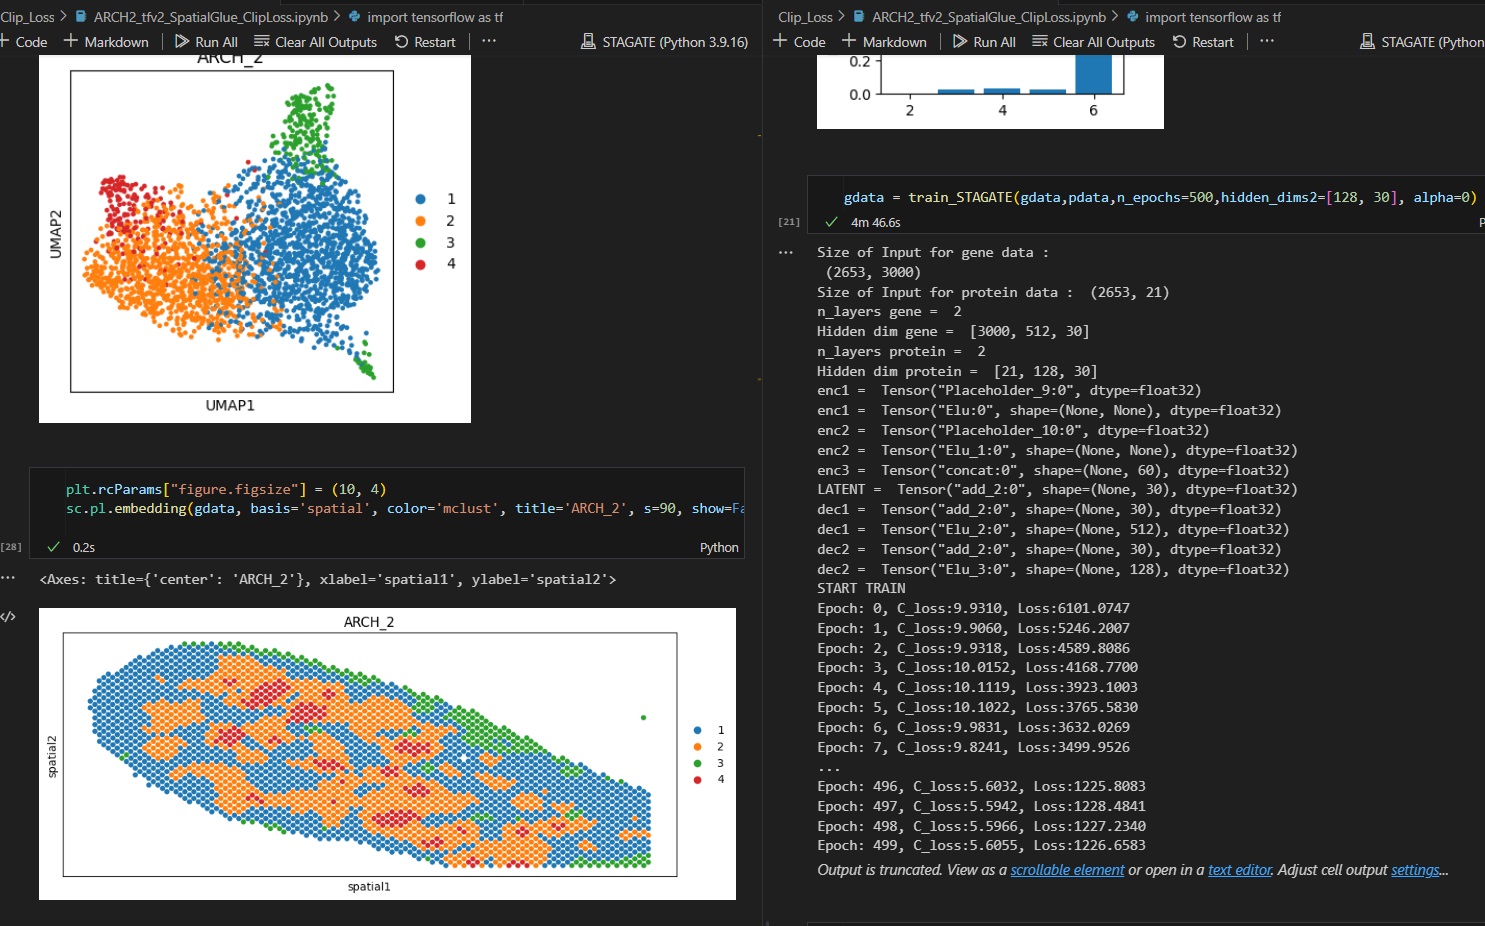 Clip_Loss > ARCH2_tfv2_SpatialGlue_ClipLoss.ipynb > import tensorflow as tf
+ Code + Markdown | Run All Clear All Outputs Restart | ... STAGATE (Python 3.9.16)
ARCH_2
UMAP2
1
2
3
4
UMAP1
plt.rcParams["figure.figsize"] = (10, 4)
sc.pl.embedding(gdata, basis='spatial', color='mclust', title='ARCH_2', s=90, show=Fa
[28] 0.2s Python
... <Axes: title={'center': 'ARCH_2'}, xlabel='spatial1', ylabel='spatial2'>
</>
ARCH_2
spatial2
1
2
3
4
spatial1
Clip_Loss > ARCH2_tfv2_SpatialGlue_ClipLoss.ipynb > import tensorflow as tf
+ Code + Markdown | Run All Clear All Outputs Restart | ... STAGATE (Python
0.2
0.0
2 4 6
gdata = train_STAGATE(gdata,pdata,n_epochs=500,hidden_dims2=[128, 30], alpha=0)
[21] 4m 46.6s P
... Size of Input for gene data :
(2653, 3000)
Size of Input for protein data : (2653, 21)
n_layers gene = 2
Hidden dim gene = [3000, 512, 30]
n_layers protein = 2
Hidden dim protein = [21, 128, 30]
enc1 = Tensor("Placeholder_9:0", dtype=float32)
enc1 = Tensor("Elu:0", shape=(None, None), dtype=float32)
enc2 = Tensor("Placeholder_10:0", dtype=float32)
enc2 = Tensor("Elu_1:0", shape=(None, None), dtype=float32)
enc3 = Tensor("concat:0", shape=(None, 60), dtype=float32)
LATENT = Tensor("add_2:0", shape=(None, 30), dtype=float32)
dec1 = Tensor("add_2:0", shape=(None, 30), dtype=float32)
dec1 = Tensor("Elu_2:0", shape=(None, 512), dtype=float32)
dec2 = Tensor("add_2:0", shape=(None, 30), dtype=float32)
dec2 = Tensor("Elu_3:0", shape=(None, 128), dtype=float32)
START TRAIN
Epoch: 0, C_loss:9.9310, Loss:6101.0747
Epoch: 1, C_loss:9.9060, Loss:5246.2007
Epoch: 2, C_loss:9.9318, Loss:4589.8086
Epoch: 3, C_loss:10.0152, Loss:4168.7700
Epoch: 4, C_loss:10.1119, Loss:3923.1003
Epoch: 5, C_loss:10.1022, Loss:3765.5830
Epoch: 6, C_loss:9.9831, Loss:3632.0269
Epoch: 7, C_loss:9.8241, Loss:3499.9526
...
Epoch: 496, C_loss:5.6032, Loss:1225.8083
Epoch: 497, C_loss:5.5942, Loss:1228.4841
Epoch: 498, C_loss:5.5966, Loss:1227.2340
Epoch: 499, C_loss:5.6055, Loss:1226.6583
Output is truncated. View as a scrollable element or open in a text editor. Adjust cell output settings...